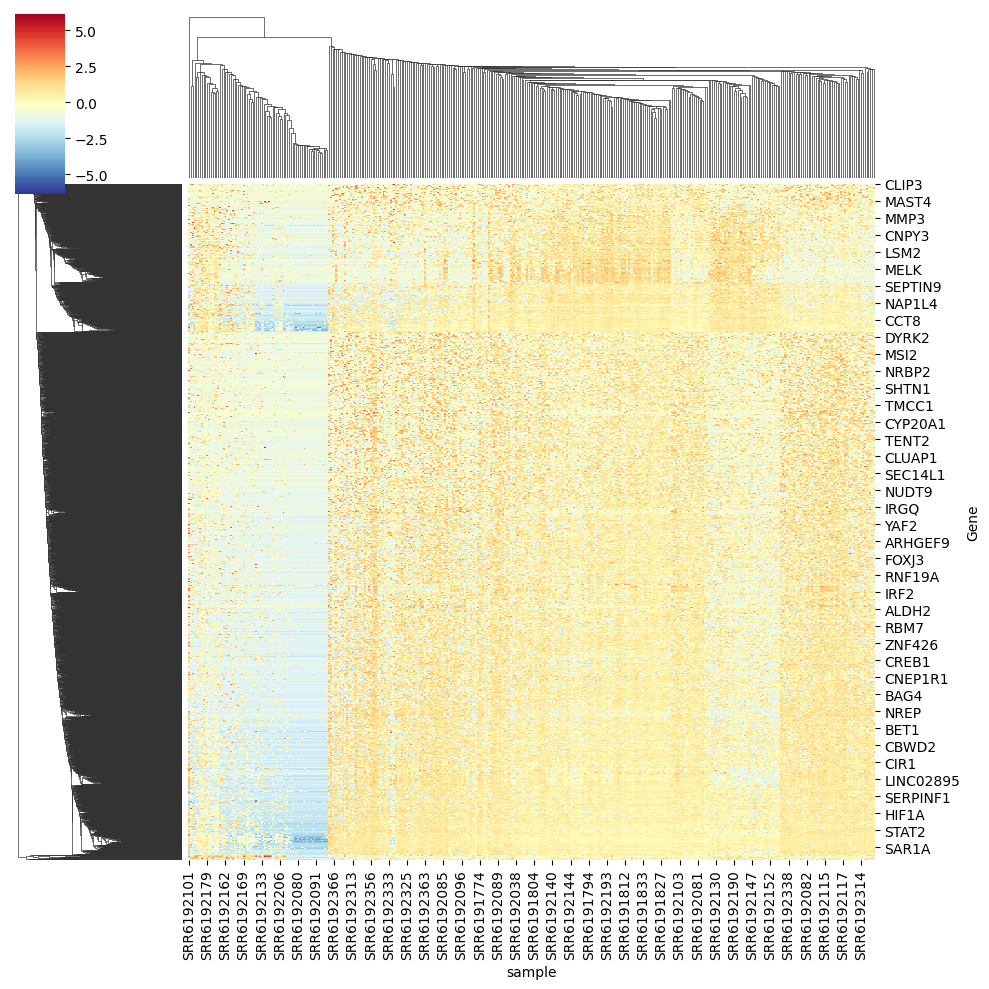 5.0
2.5
0.0
−2.5
−5.0
CLIP3
MAST4
MMP3
CNPY3
LSM2
MELK
SEPTIN9
NAP1L4
CCT8
DYRK2
MSI2
NRBP2
SHTN1
TMCC1
CYP20A1
TENT2
CLUAP1
SEC14L1
NUDT9
IRGQ
YAF2
ARHGEF9
FOXJ3
RNF19A
IRF2
ALDH2
RBM7
ZNF426
CREB1
CNEP1R1
BAG4
NREP
BET1
CBWD2
CIR1
LINC02895
SERPINF1
HIF1A
STAT2
SAR1A
Gene
SRR6192101
SRR6192179
SRR6192162
SRR6192169
SRR6192133
SRR6192206
SRR6192080
SRR6192091
SRR6192366
SRR6192313
SRR6192356
SRR6192333
SRR6192325
SRR6192363
SRR6192085
SRR6192096
SRR6191774
SRR6192089
SRR6192038
SRR6191804
SRR6192140
SRR6192144
SRR6191794
SRR6192193
SRR6191812
SRR6191833
SRR6191827
SRR6192103
SRR6192081
SRR6192130
SRR6192190
SRR6192147
SRR6192152
SRR6192338
SRR6192082
SRR6192115
SRR6192117
SRR6192314
sample